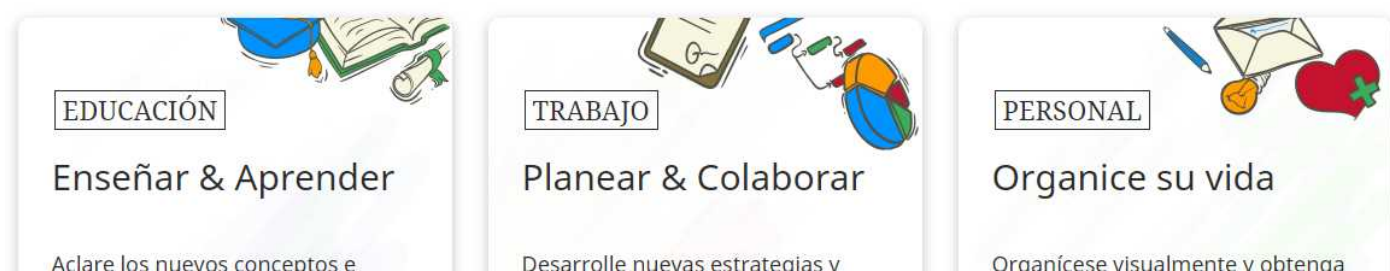 EDUCACIÓN
Enseñar & Aprender
Aclare los nuevos conceptos e
TRABAJO
Planear & Colaborar
Desarrolle nuevas estrategias y
PERSONAL
Organice su vida
Organícese visualmente y obtenga